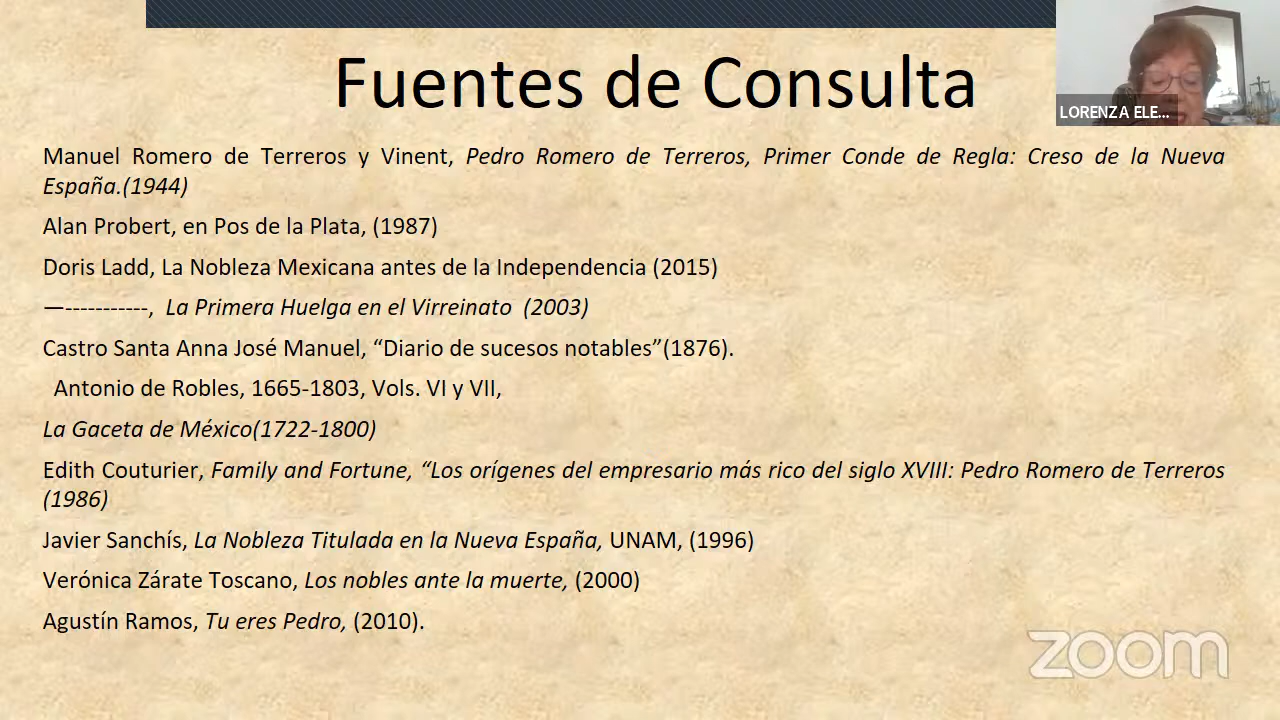 Fuentes de Consulta
LORENZA ELE...
Manuel Romero de Terreros y Vinent, Pedro Romero de Terreros, Primer Conde de Regla: Creso de la Nueva
España.(1944)
Alan Probert, en Pos de la Plata, (1987)
Doris Ladd, La Nobleza Mexicana antes de la Independencia (2015)
—-----------, La Primera Huelga en el Virreinato (2003)
Castro Santa Anna José Manuel, “Diario de sucesos notables”(1876).
Antonio de Robles, 1665-1803, Vols. VI y VII,
La Gaceta de México(1722-1800)
Edith Couturier, Family and Fortune, “Los orígenes del empresario más rico del siglo XVIII: Pedro Romero de Terreros
(1986)
Javier Sanchís, La Nobleza Titulada en la Nueva España, UNAM, (1996)
Verónica Zárate Toscano, Los nobles ante la muerte, (2000)
Agustín Ramos, Tu eres Pedro, (2010).
zoom